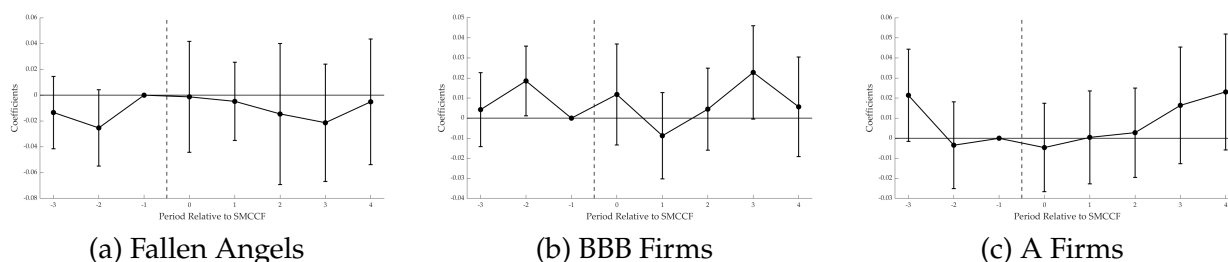 0.06
0.04
0.02
0
-0.02
-0.04
-0.06
-0.08
Coefficients
-3 -2 -1 0 1 2 3 4
Period Relative to SMCCF
(a) Fallen Angels
0.05
0.04
0.03
0.02
0.01
0
-0.01
-0.02
-0.03
-0.04
Coefficients
-3 -2 -1 0 1 2 3 4
Period Relative to SMCCF
(b) BBB Firms
0.06
0.05
0.04
0.03
0.02
0.01
0
-0.01
-0.02
-0.03
Coefficients
-3 -2 -1 0 1 2 3 4
Period Relative to SMCCF
(c) A Firms